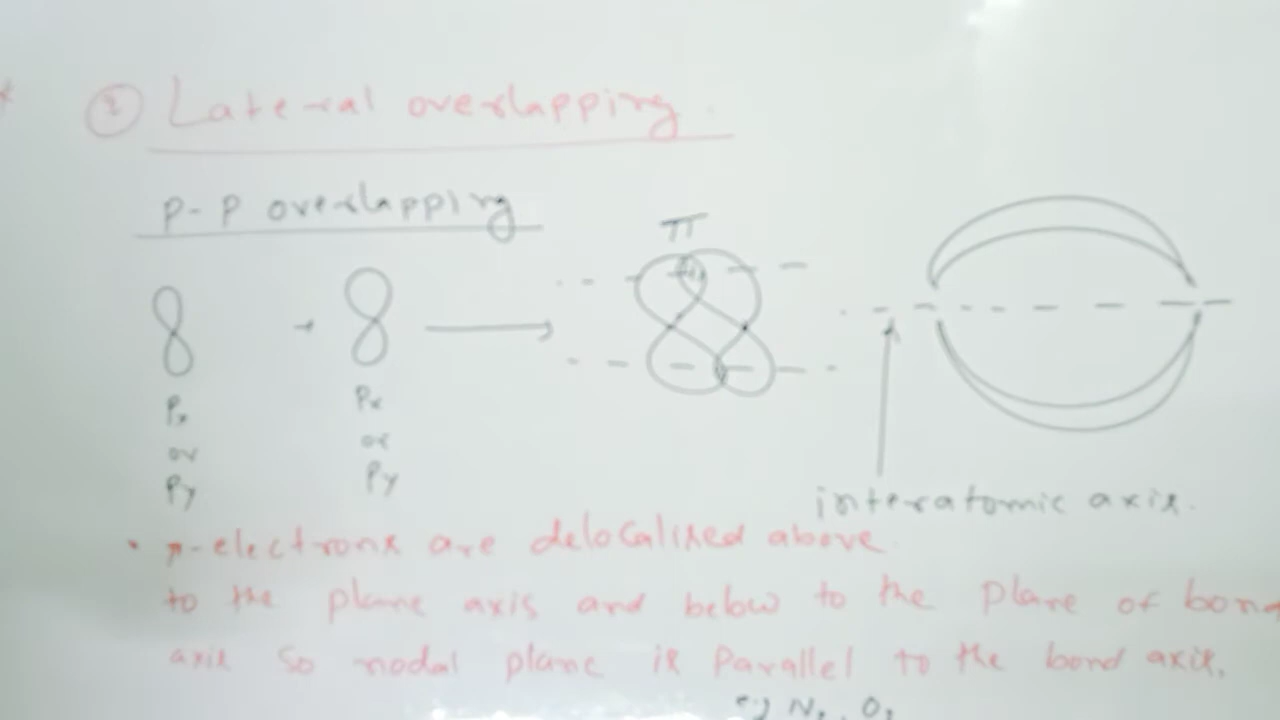 ② Lateral overlapping.
p-p overlapping
π
+
Px
or
Py
Px
or
Py
interatomic axis.
• π-electrons are delocalised above
to the plane axis and below to the plane of bond
axis so nodal plane is parallel to the bond axis.
eg N₂, O₂